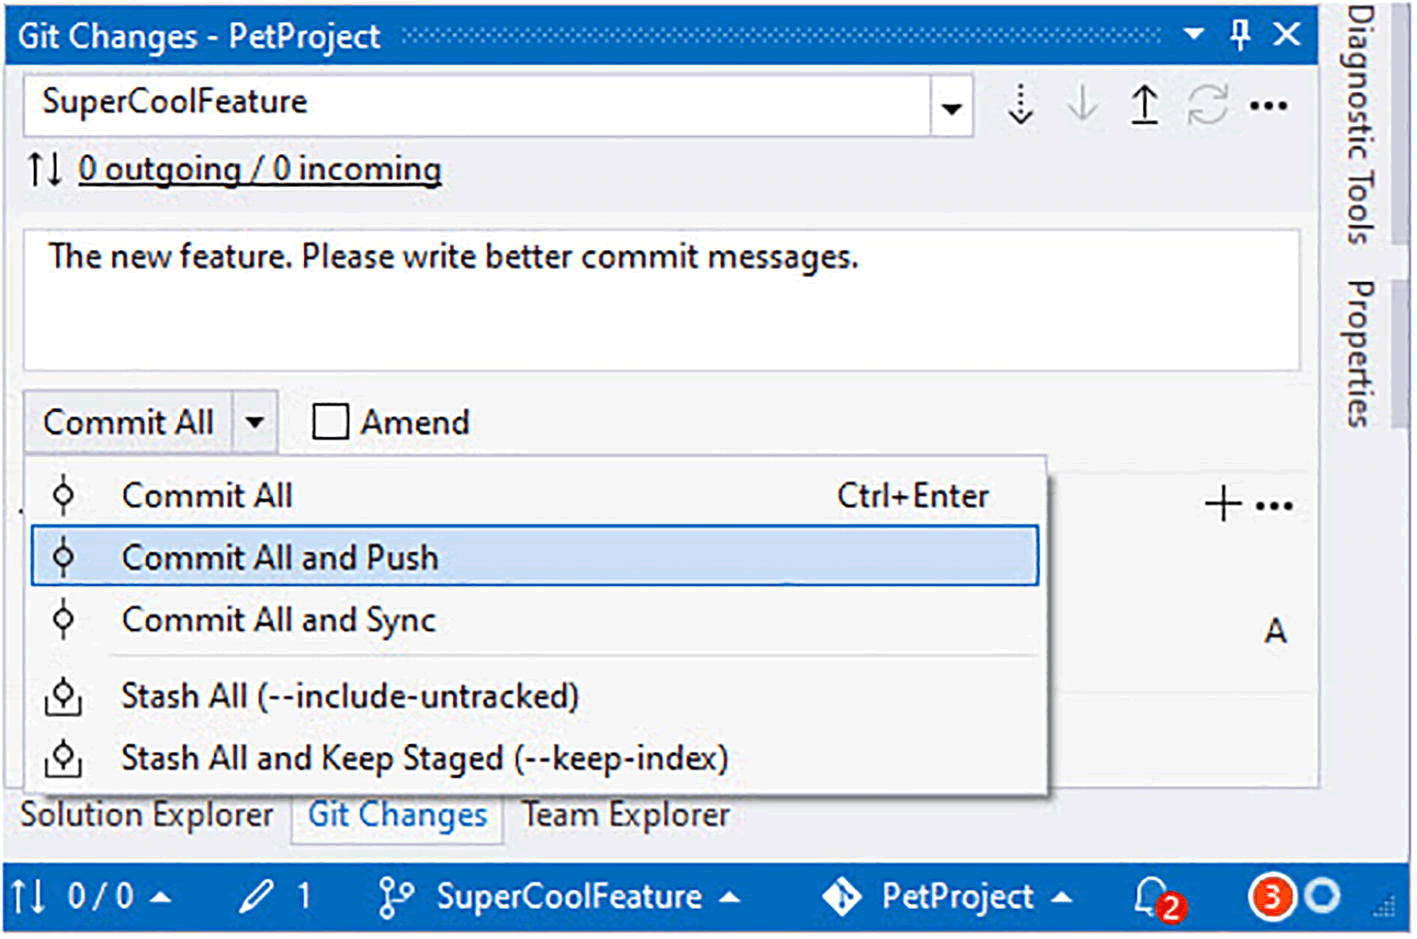 Git Changes - PetProject
SuperCoolFeature
0 outgoing / 0 incoming
The new feature. Please write better commit messages.
Commit All
Amend
Commit All Ctrl+Enter
Commit All and Push
Commit All and Sync
A
Stash All (--include-untracked)
Stash All and Keep Staged (--keep-index)
Solution Explorer Git Changes Team Explorer
0 / 0 1 SuperCoolFeature PetProject 2 3
Diagnostic Tools
Properties